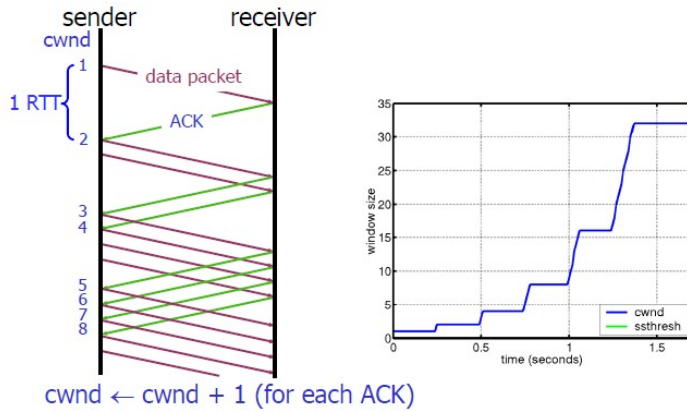 sender receiver
cwnd
1
data packet
1 RTT
ACK
2
3
4
5
6
7
8
cwnd ← cwnd + 1 (for each ACK)
35
30
25
20
15
10
5
0
window size
0 0.5 1 1.5
time (seconds)
cwnd
ssthresh